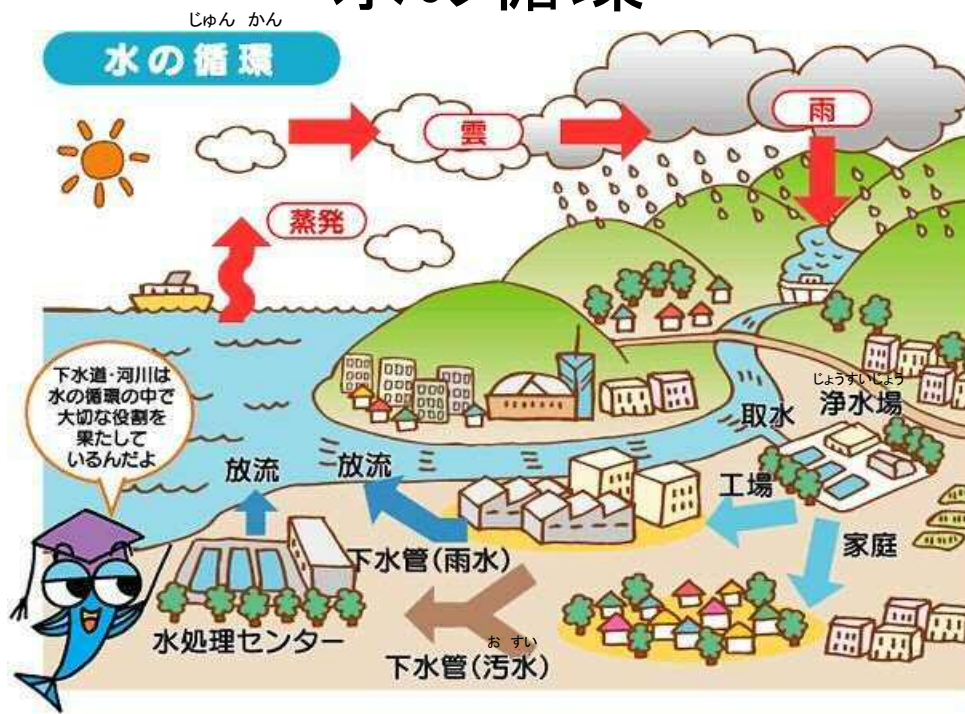 水の循環
じゅん かん
水の循環
雲
雨
蒸発
下水道・河川は
水の循環の中で
大切な役割を
果たして
いるんだよ
じょうすいじょう
取水
浄水場
放流
放流
工場
家庭
下水管(雨水)
水処理センター
お すい
下水管(汚水)